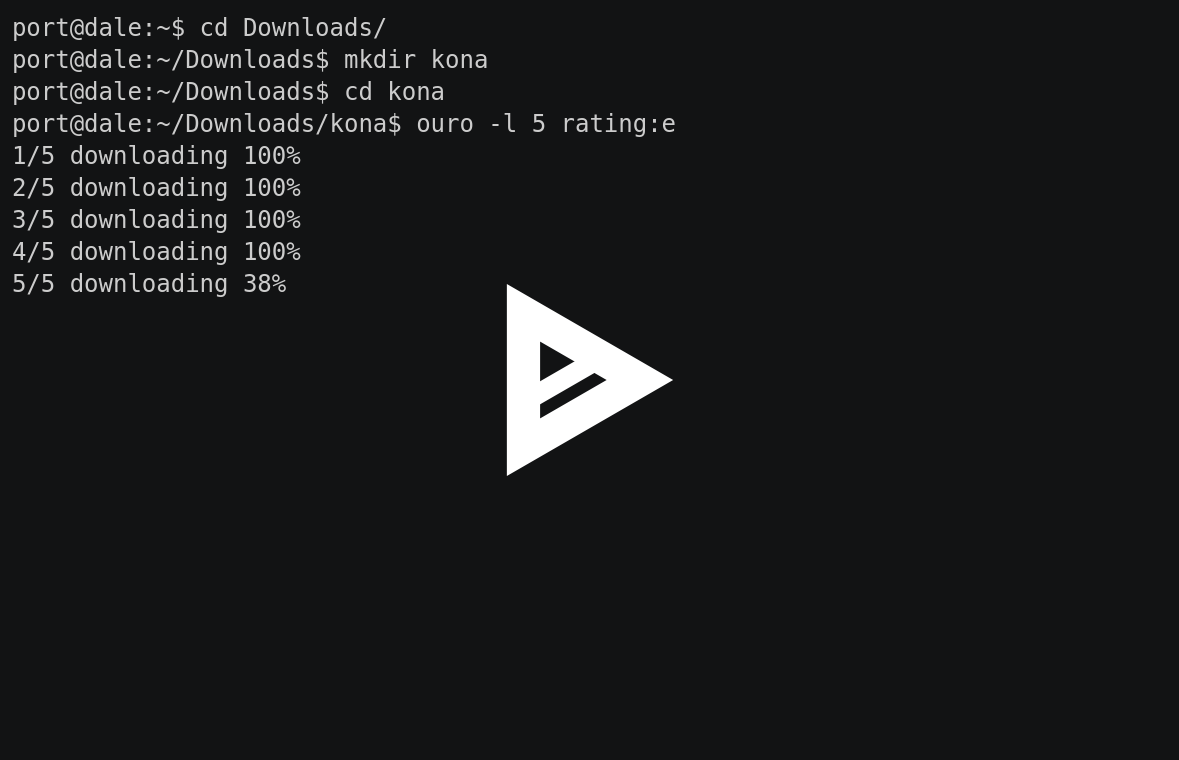 port@dale:~$ cd Downloads/
port@dale:~/Downloads$ mkdir kona
port@dale:~/Downloads$ cd kona
port@dale:~/Downloads/kona$ ouro -l 5 rating:e
1/5 downloading 100%
2/5 downloading 100%
3/5 downloading 100%
4/5 downloading 100%
5/5 downloading 38%